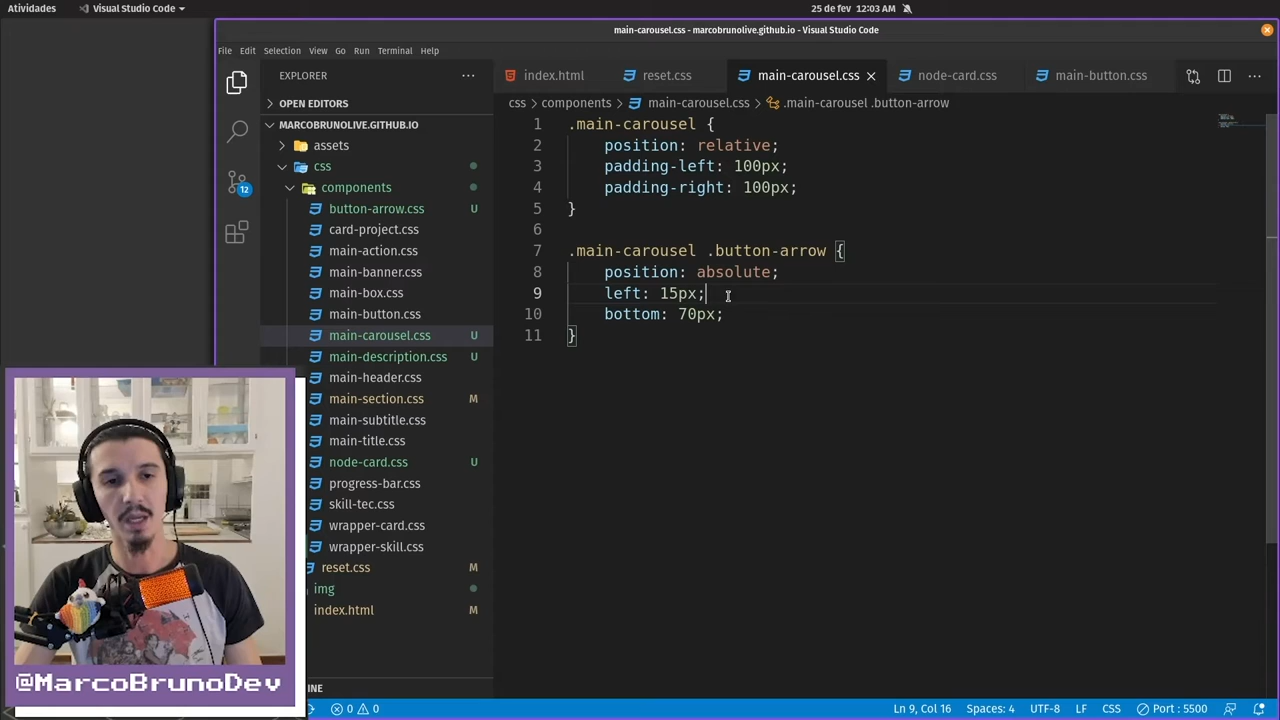 Atividades
Visual Studio Code
25 de fev 12:03 AM
main-carousel.css - marcobrunolive.github.io - Visual Studio Code
File Edit Selection View Go Run Terminal Help
EXPLORER
index.html
reset.css
main-carousel.css
node-card.css
main-button.css
OPEN EDITORS
css > components > main-carousel.css > .main-carousel .button-arrow
MARCOBRUNOLIVE.GITHUB.IO
assets
css
components
button-arrow.css U
card-project.css
main-action.css
main-banner.css
main-box.css
main-button.css
main-carousel.css
main-description.css U
main-header.css
main-section.css M
main-subtitle.css
main-title.css
node-card.css U
progress-bar.css
skill-tec.css
wrapper-card.css
wrapper-skill.css
reset.css M
img
index.html M
12
1 .main-carousel {
2 position: relative;
3 padding-left: 100px;
4 padding-right: 100px;
5 }
6
7 .main-carousel .button-arrow {
8 position: absolute;
9 left: 15px;
10 bottom: 70px;
11 }
@MarcoBrunoDev
INE
0 0
Ln 9, Col 16 Spaces: 4 UTF-8 LF CSS Port : 5500